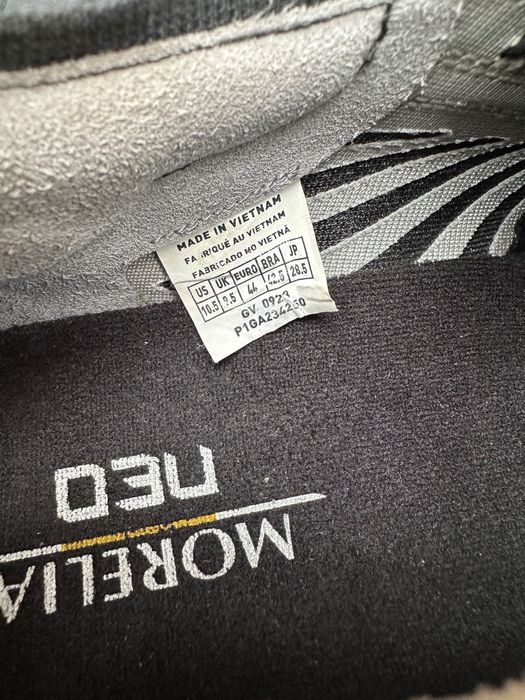 MADE IN VIETNAM
FABRIQUÉ AU VIETNAM
FABRICADO NO VIETNÃ
US UK EURO BRA JP
10.5 9.5 44 42.5 28.5
GV 0923
P1GA234250
MORELIA
NEO